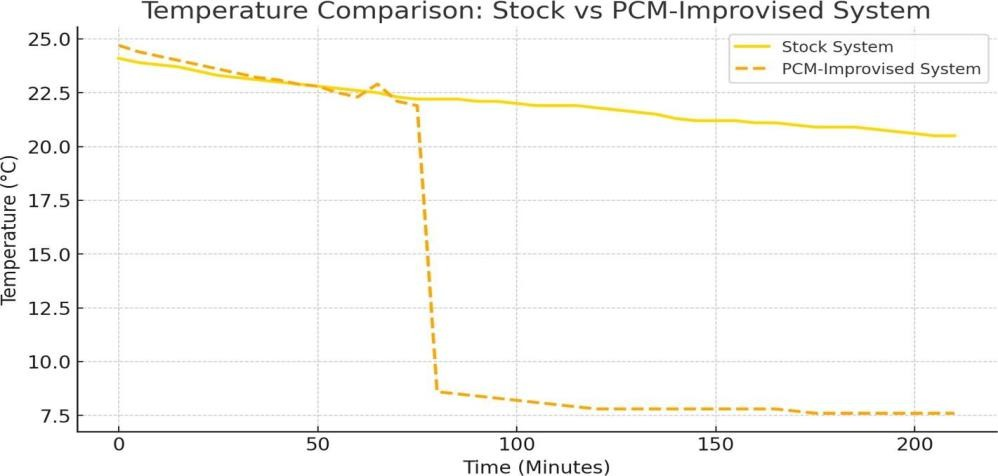 Temperature Comparison: Stock vs PCM-Improvised System
Stock System
PCM-Improvised System
Temperature (°C)
25.0
22.5
20.0
17.5
15.0
12.5
10.0
7.5
0 50 100 150 200
Time (Minutes)